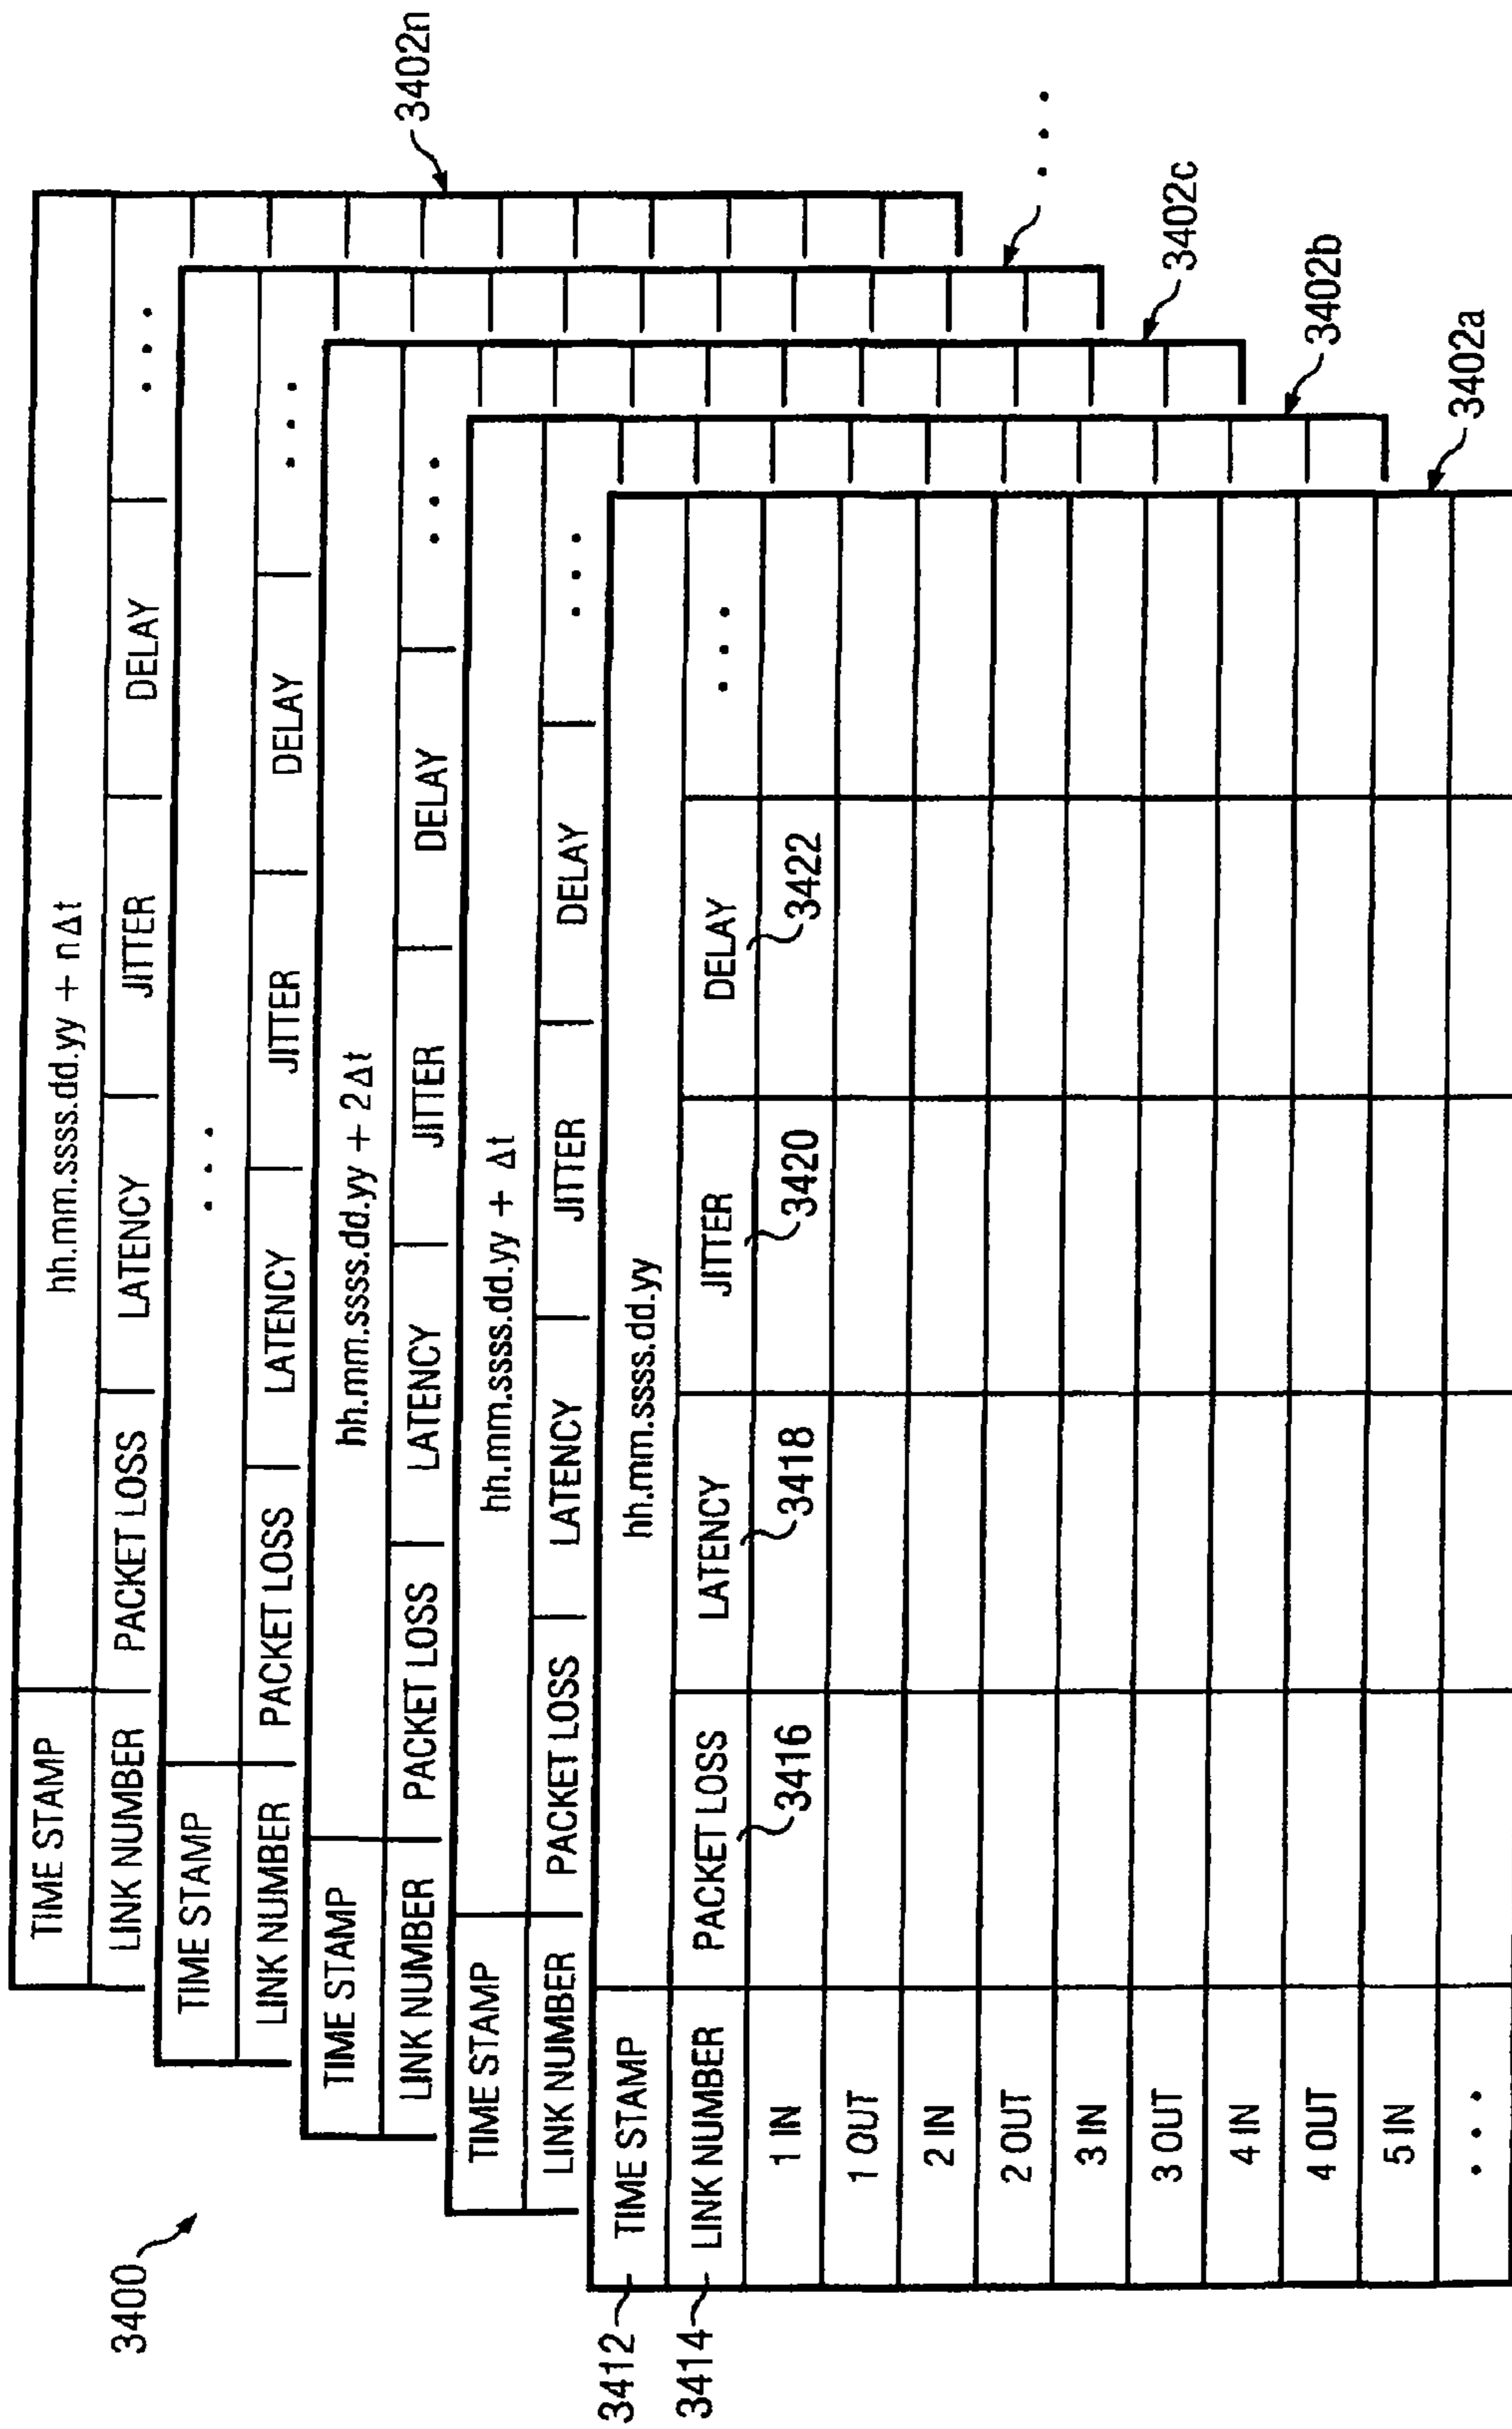 3400
TIME STAMP hh.mm.ssss.dd.yy + nΔt
LINK NUMBER PACKET LOSS LATENCY JITTER DELAY ...
3402n
TIME STAMP ...
LINK NUMBER PACKET LOSS LATENCY JITTER DELAY ...
...
TIME STAMP hh.mm.ssss.dd.yy + 2Δt
LINK NUMBER PACKET LOSS LATENCY JITTER DELAY ...
3402c
TIME STAMP hh.mm.ssss.dd.yy + Δt
LINK NUMBER PACKET LOSS LATENCY JITTER DELAY ...
3402b
3412 TIME STAMP hh.mm.ssss.dd.yy
3414 LINK NUMBER PACKET LOSS LATENCY JITTER DELAY ...
1 IN 3416 3418 3420 3422
1 OUT
2 IN
2 OUT
3 IN
3 OUT
4 IN
4 OUT
5 IN
...
3402a